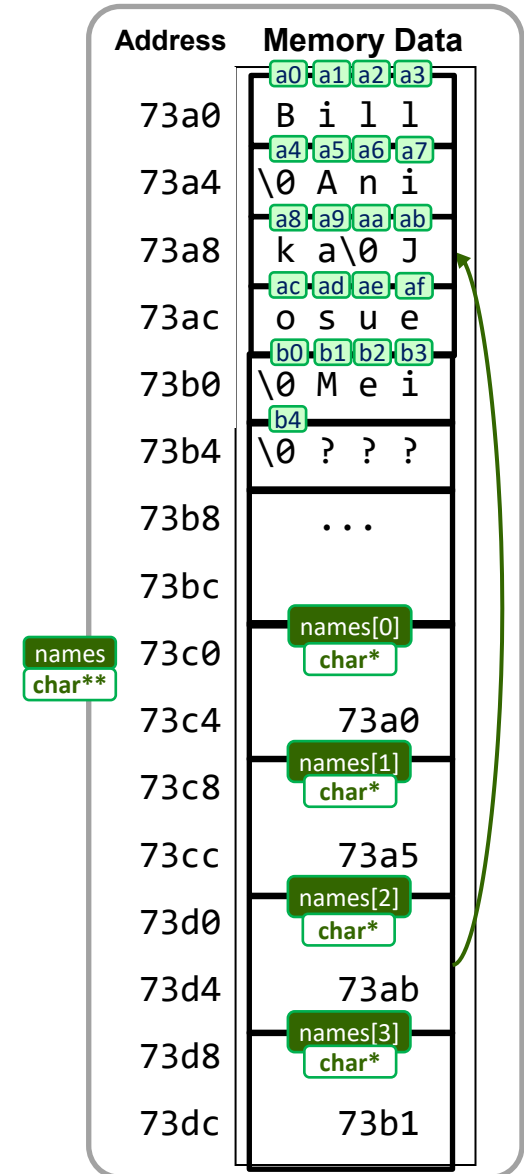 Address Memory Data
a0 a1 a2 a3
73a0 B i l l
a4 a5 a6 a7
73a4 \0 A n i
a8 a9 aa ab
73a8 k a\0 J
ac ad ae af
73ac o s u e
b0 b1 b2 b3
73b0 \0 M e i
b4
73b4 \0 ? ? ?
73b8 ...
73bc
names[0]
names 73c0 char*
char**
73c4 73a0
names[1]
73c8 char*
73cc 73a5
names[2]
73d0 char*
73d4 73ab
names[3]
73d8 char*
73dc 73b1